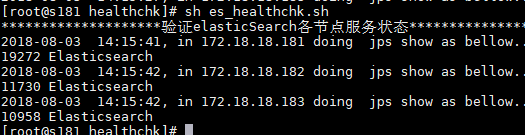 [root@s181 healthchk]# sh es_healthchk.sh
******************验证elasticSearch各节点服务状态****************
2018-08-03  14:15:41, in 172.18.18.181 doing  jps show as bellow..
19272 Elasticsearch
2018-08-03  14:15:42, in 172.18.18.182 doing  jps show as bellow..
11730 Elasticsearch
2018-08-03  14:15:42, in 172.18.18.183 doing  jps show as bellow..
10958 Elasticsearch
[root@s181 healthchk]#